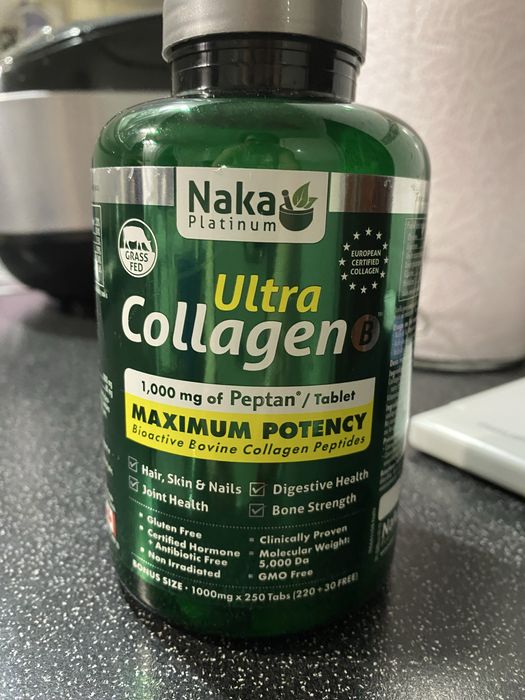 Naka
Platinum
GRASS
FED
EUROPEAN
CERTIFIED
COLLAGEN
Ultra
Collagen B
1,000 mg of Peptan® / Tablet
MAXIMUM POTENCY
Bioactive Bovine Collagen Peptides
Hair, Skin & Nails
Digestive Health
Joint Health
Bone Strength
Gluten Free
Certified Hormone
+ Antibiotic Free
Non Irradiated
Clinically Proven
Molecular Weight:
5,000 Da
GMO Free
BONUS SIZE • 1000mg x 250 Tabs (220 + 30 FREE)